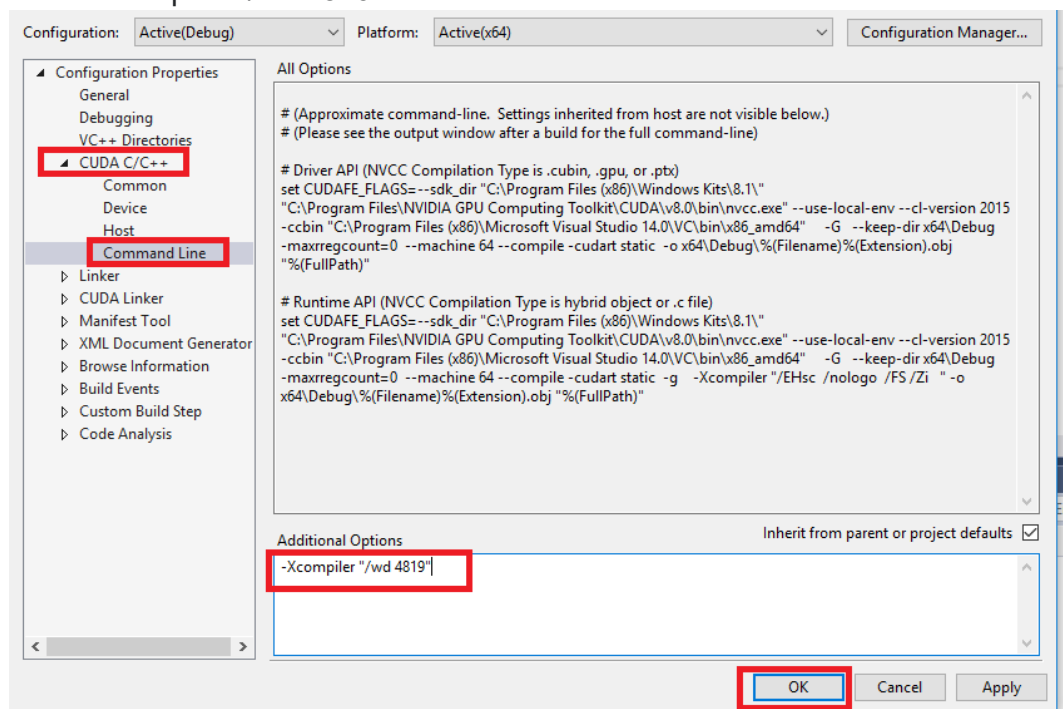 Configuration: Active(Debug) Platform: Active(x64) Configuration Manager...
Configuration Properties
General
Debugging
VC++ Directories
CUDA C/C++
Common
Device
Host
Command Line
Linker
CUDA Linker
Manifest Tool
XML Document Generator
Browse Information
Build Events
Custom Build Step
Code Analysis
All Options
# (Approximate command-line. Settings inherited from host are not visible below.)
# (Please see the output window after a build for the full command-line)
# Driver API (NVCC Compilation Type is .cubin, .gpu, or .ptx)
set CUDAFE_FLAGS=--sdk_dir "C:\Program Files (x86)\Windows Kits\8.1\"
"C:\Program Files\NVIDIA GPU Computing Toolkit\CUDA\v8.0\bin\nvcc.exe" --use-local-env --cl-version 2015
-ccbin "C:\Program Files (x86)\Microsoft Visual Studio 14.0\VC\bin\x86_amd64" -G --keep-dir x64\Debug
-maxrregcount=0 --machine 64 --compile -cudart static -o x64\Debug\%(Filename)%(Extension).obj
"%(FullPath)"
# Runtime API (NVCC Compilation Type is hybrid object or .c file)
set CUDAFE_FLAGS=--sdk_dir "C:\Program Files (x86)\Windows Kits\8.1\"
"C:\Program Files\NVIDIA GPU Computing Toolkit\CUDA\v8.0\bin\nvcc.exe" --use-local-env --cl-version 2015
-ccbin "C:\Program Files (x86)\Microsoft Visual Studio 14.0\VC\bin\x86_amd64" -G --keep-dir x64\Debug
-maxrregcount=0 --machine 64 --compile -cudart static -g -Xcompiler "/EHsc /nologo /FS /Zi " -o
x64\Debug\%(Filename)%(Extension).obj "%(FullPath)"
Additional Options Inherit from parent or project defaults
-Xcompiler "/wd 4819"
OK Cancel Apply